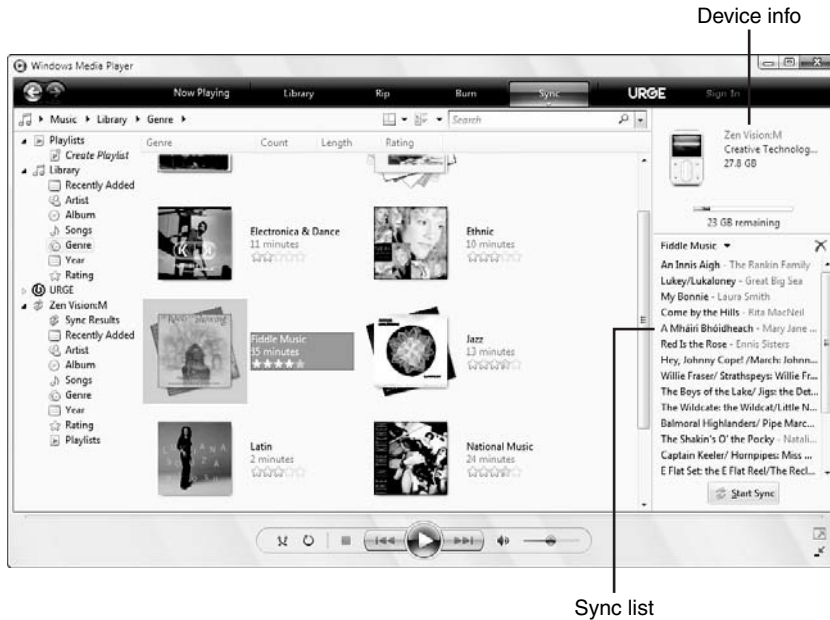 Device info
Windows Media Player
Now Playing Library Rip Burn Sync URGE Sign In
Music Library Genre
Search
Playlists
Create Playlist
Library
Recently Added
Artist
Album
Songs
Genre
Year
Rating
URGE
Zen Vision:M
Sync Results
Recently Added
Artist
Album
Songs
Genre
Year
Rating
Playlists
Genre Count Length Rating
Electronica & Dance
11 minutes
Ethnic
10 minutes
Fiddle Music
35 minutes
Jazz
13 minutes
Latin
2 minutes
National Music
24 minutes
Zen Vision:M
Creative Technolog...
27.8 GB
23 GB remaining
Fiddle Music
An Innis Aigh - The Rankin Family
Lukey/Lukaloney - Great Big Sea
My Bonnie - Laura Smith
Come by the Hills - Rita MacNeil
A Mhàiri Bhóidheach - Mary Jane ...
Red Is the Rose - Ennis Sisters
Hey, Johnny Cope! /March: Johnn...
Willie Fraser/ Strathspeys: Willie Fr...
The Boys of the Lake/ Jigs: the Det...
The Wildcate: the Wildcat/Little N...
Balmoral Highlanders/ Pipe Marc...
The Shakin's O' the Pocky - Natali...
Captain Keeler/ Hornpipes: Miss ...
E Flat Set: the E Flat Reel/The Recl...
Start Sync
Sync list